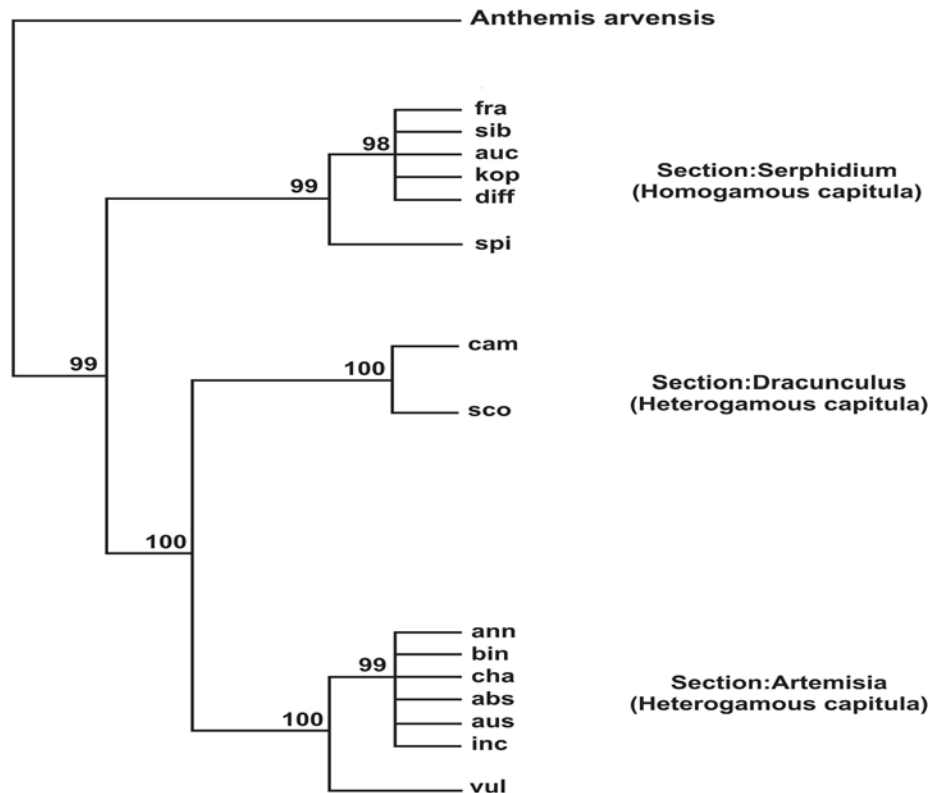 Anthemis arvensis
fra
sib
98
auc
kop
diff
99
spi
Section:Serphidium
(Homogamous capitula)
99
cam
100
sco
Section:Dracunculus
(Heterogamous capitula)
100
ann
bin
99
cha
abs
aus
inc
100
vul
Section:Artemisia
(Heterogamous capitula)